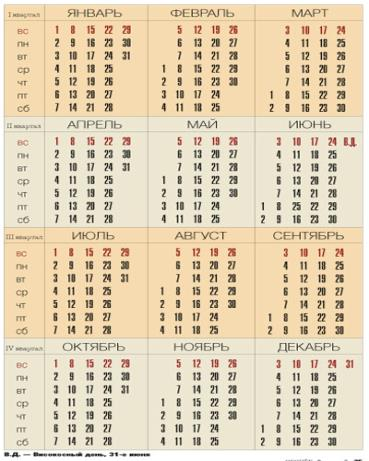 I квартал ЯНВАРЬ ФЕВРАЛЬ МАРТ
вс 1 8 15 22 29 5 12 19 26 3 10 17 24
пн 2 9 16 23 30 6 13 20 27 4 11 18 25
вт 3 10 17 24 31 7 14 21 28 5 12 19 26
ср 4 11 18 25 1 8 15 22 29 6 13 20 27
чт 5 12 19 26 2 9 16 23 30 7 14 21 28
пт 6 13 20 27 3 10 17 24 1 8 15 22 29
сб 7 14 21 28 4 11 18 25 2 9 16 23 30
II квартал АПРЕЛЬ МАЙ ИЮНЬ
вс 1 8 15 22 29 5 12 19 26 3 10 17 24 В.Д.
пн 2 9 16 23 30 6 13 20 27 4 11 18 25
вт 3 10 17 24 31 7 14 21 28 5 12 19 26
ср 4 11 18 25 1 8 15 22 29 6 13 20 27
чт 5 12 19 26 2 9 16 23 30 7 14 21 28
пт 6 13 20 27 3 10 17 24 1 8 25 22 29
сб 7 14 21 28 4 11 18 25 2 9 16 23 30
III квартал ИЮЛЬ АВГУСТ СЕНТЯБРЬ
вс 1 8 15 22 29 5 12 19 26 3 10 17 24
пн 2 9 16 23 30 6 13 20 27 4 11 18 25
вт 3 10 17 24 31 7 14 21 28 5 12 19 26
ср 4 11 18 25 1 8 15 22 29 6 13 20 27
чт 5 12 19 26 2 9 16 23 30 7 14 21 28
пт 6 13 20 27 3 10 17 24 1 8 15 22 29
сб 7 14 21 28 4 11 18 25 2 9 16 23 30
IV квартал ОКТЯБРЬ НОЯБРЬ ДЕКАБРЬ
вс 1 8 15 22 29 5 12 19 26 3 10 17 24 31
пн 2 9 16 23 30 6 13 20 27 4 11 18 25
вт 3 10 17 24 31 7 14 21 28 5 12 19 26
ср 4 11 18 25 1 8 15 22 29 6 13 20 27
чт 5 12 19 26 2 9 16 23 30 7 14 21 28
пт 6 13 20 27 3 10 17 24 1 8 15 22 29
сб 7 14 21 28 4 11 18 25 2 9 16 23 30
В.Д. — Високосный день, 31-е июня